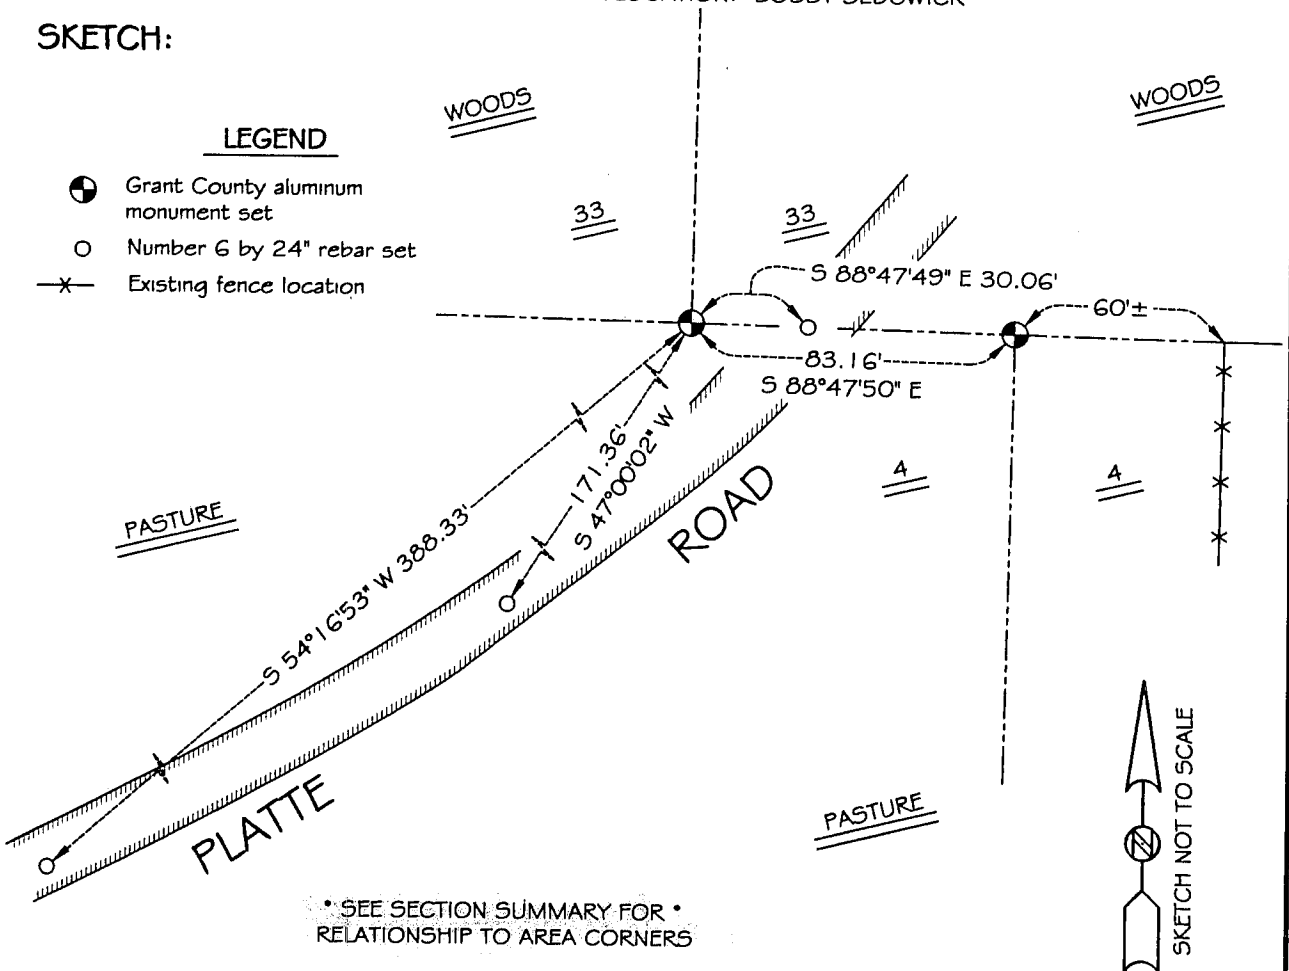 SKETCH:
WOODS
WOODS
LEGEND
Grant County aluminum
monument set
Number 6 by 24" rebar set
Existing fence location
33
33
S 88°47'49" E 30.06'
60'±
83.16'
S 88°47'50" E
171.36'
S 47°00'02" W
S 54°16'53" W 388.33'
PASTURE
4
4
PLATTE ROAD
PASTURE
N
SKETCH NOT TO SCALE
* SEE SECTION SUMMARY FOR *
RELATIONSHIP TO AREA CORNERS